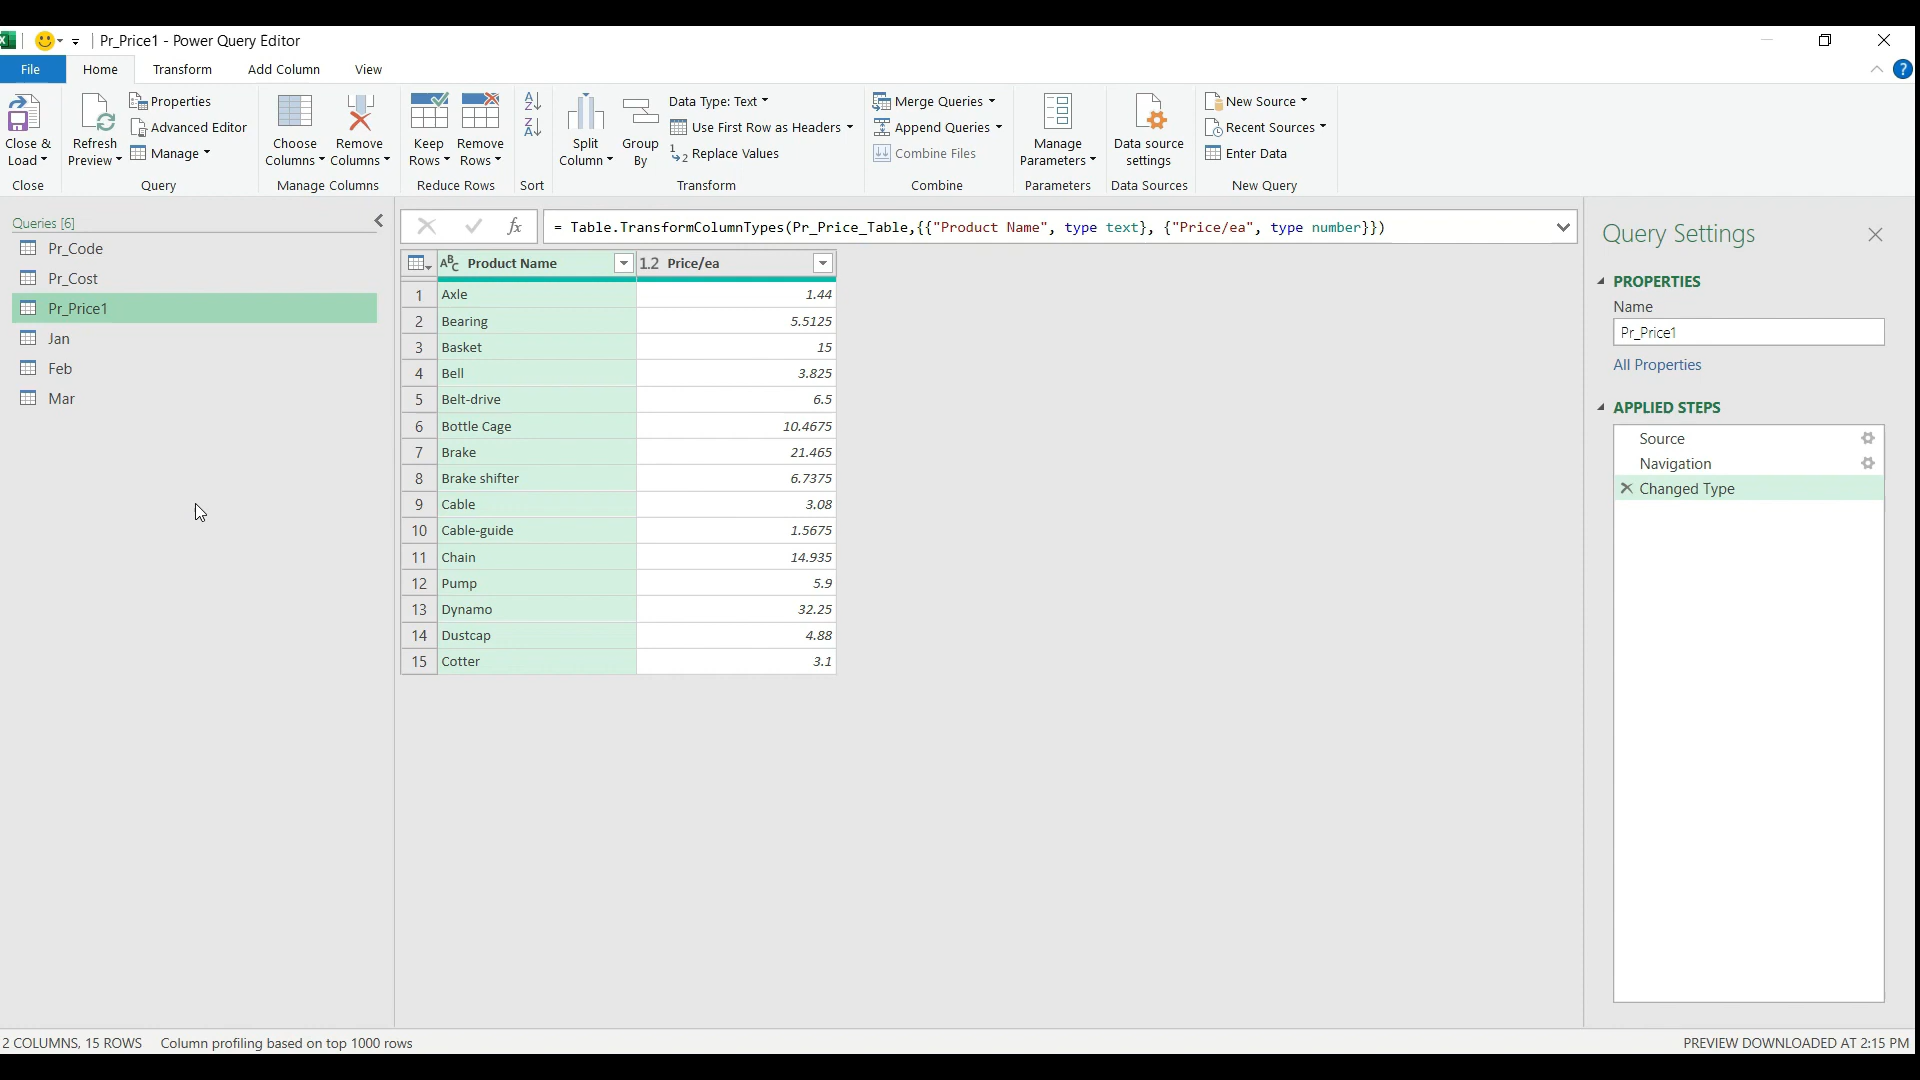 Pr_Price1 - Power Query Editor
File Home Transform Add Column View
Close & Load
Close
Refresh Preview
Properties
Advanced Editor
Manage
Query
Choose Columns
Remove Columns
Manage Columns
Keep Rows
Remove Rows
Reduce Rows
Sort
Split Column
Group By
Data Type: Text
Use First Row as Headers
Replace Values
Transform
Merge Queries
Append Queries
Combine Files
Combine
Manage Parameters
Parameters
Data source settings
Data Sources
New Source
Recent Sources
Enter Data
New Query
Queries [6]
Pr_Code
Pr_Cost
Pr_Price1
Jan
Feb
Mar
fx = Table.TransformColumnTypes(Pr_Price_Table,{{"Product Name", type text}, {"Price/ea", type number}})
ABC Product Name 1.2 Price/ea
1 Axle 1.44
2 Bearing 5.5125
3 Basket 15
4 Bell 3.825
5 Belt-drive 6.5
6 Bottle Cage 10.4675
7 Brake 21.465
8 Brake shifter 6.7375
9 Cable 3.08
10 Cable-guide 1.5675
11 Chain 14.935
12 Pump 5.9
13 Dynamo 32.25
14 Dustcap 4.88
15 Cotter 3.1
Query Settings
PROPERTIES
Name
Pr_Price1
All Properties
APPLIED STEPS
Source
Navigation
Changed Type
2 COLUMNS, 15 ROWS Column profiling based on top 1000 rows
PREVIEW DOWNLOADED AT 2:15 PM